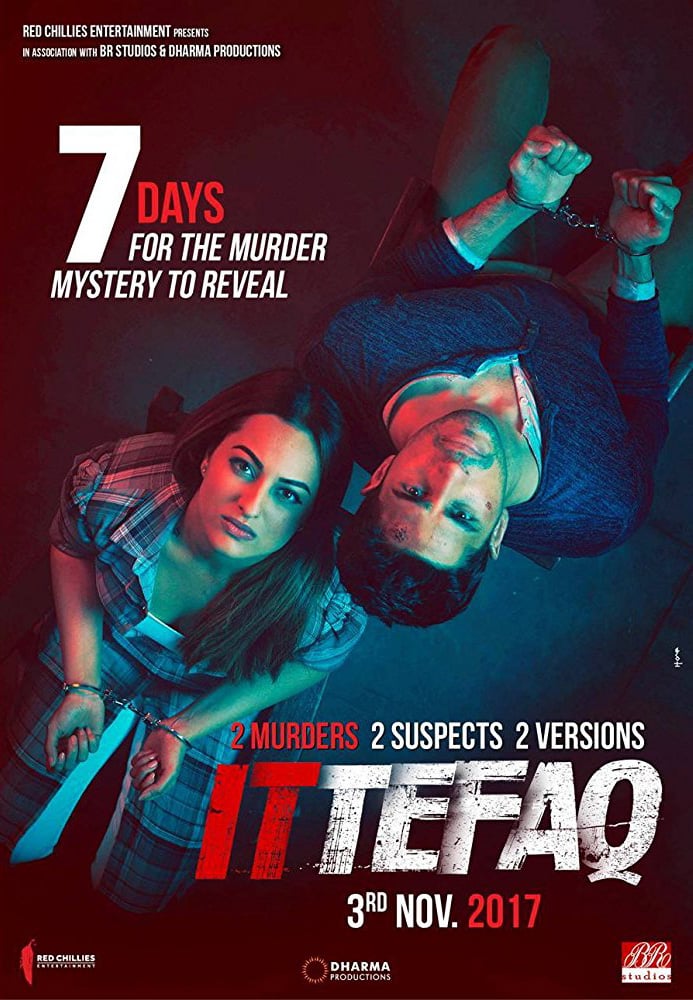 RED CHILLIES ENTERTAINMENT PRESENTS
IN ASSOCIATION WITH BR STUDIOS & DHARMA PRODUCTIONS
7 DAYS
FOR THE MURDER
MYSTERY TO REVEAL
2 MURDERS 2 SUSPECTS 2 VERSIONS
ITTEFAQ
3RD NOV. 2017
RED CHILLIES
ENTERTAINMENT
DHARMA
PRODUCTIONS
BR
studios